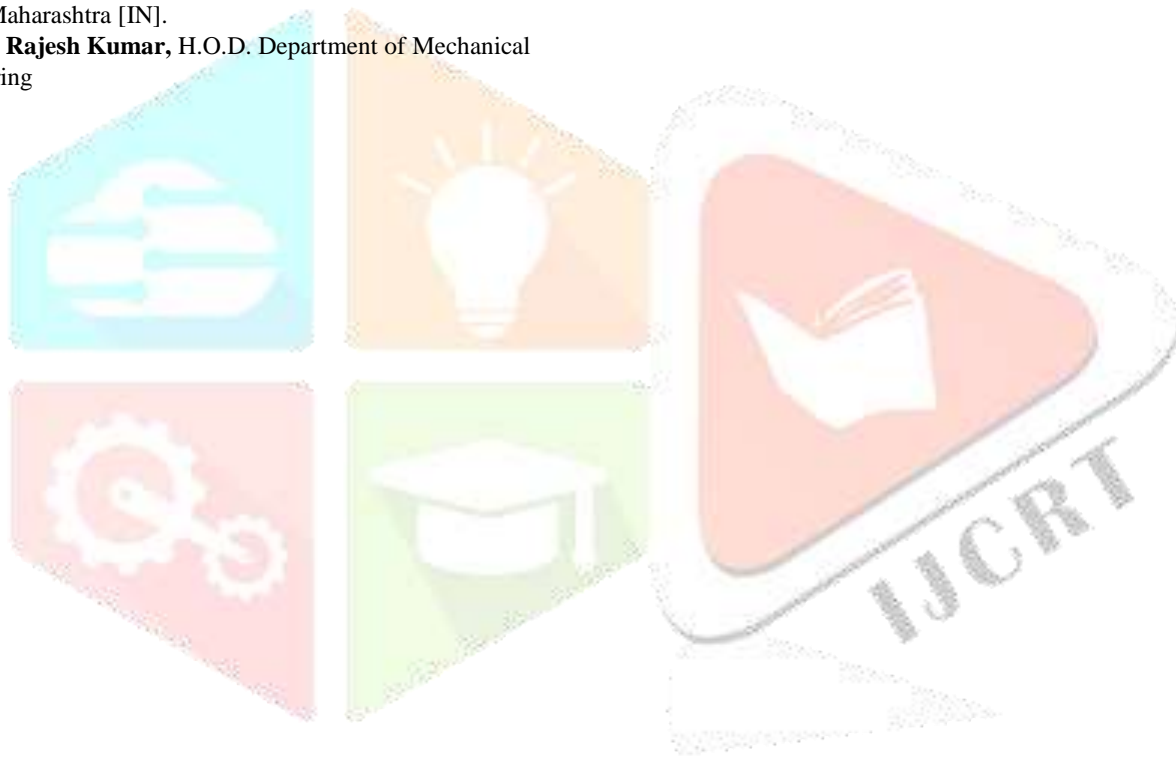 Maharashtra [IN].
Rajesh Kumar, H.O.D. Department of Mechanical
ing
IJCRT